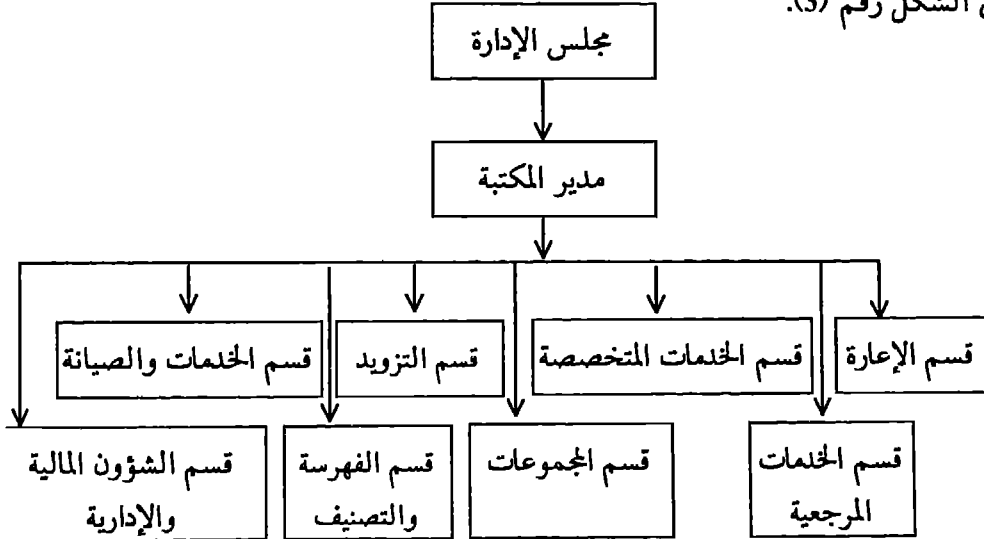 الشكل رقم (3).
مجلس الإدارة
مدير المكتبة
قسم الإعارة
قسم الخدمات المتخصصة
قسم التزويد
قسم الخدمات والصيانة
قسم الخدمات
المرجعية
قسم المجموعات
قسم الفهرسة
والتصنيف
قسم الشؤون المالية
والإدارية